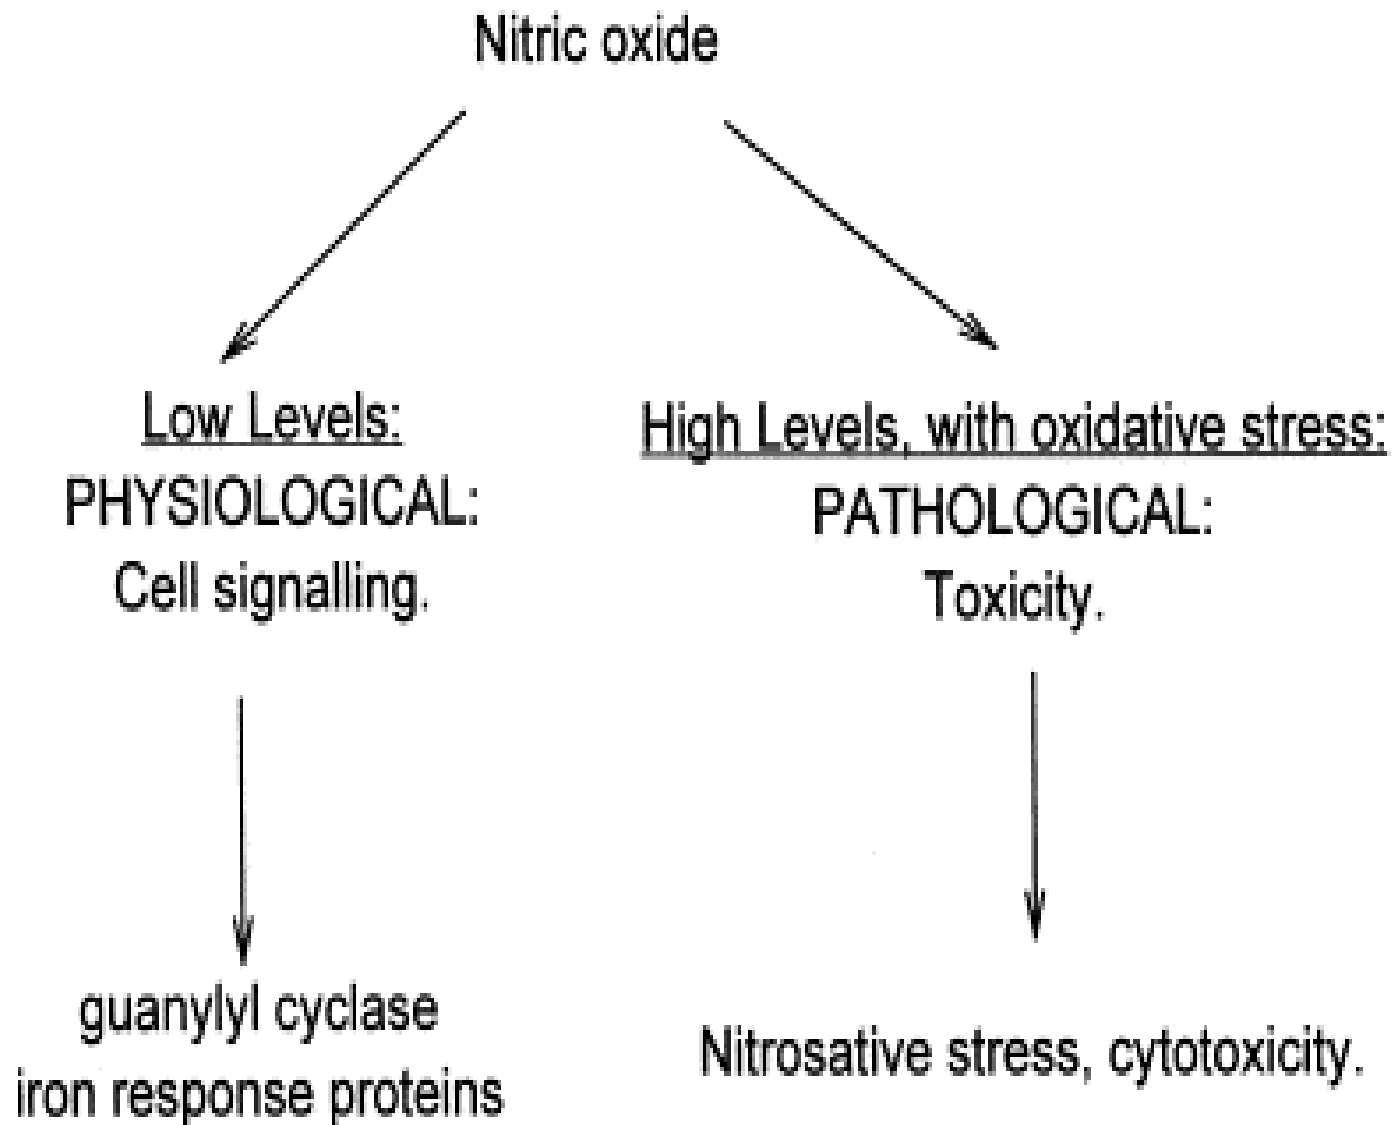 Nitric oxide
Low Levels:
PHYSIOLOGICAL:
Cell signalling.
High Levels, with oxidative stress:
PATHOLOGICAL:
Toxicity.
guanylyl cyclase
iron response proteins
Nitrosative stress, cytotoxicity.